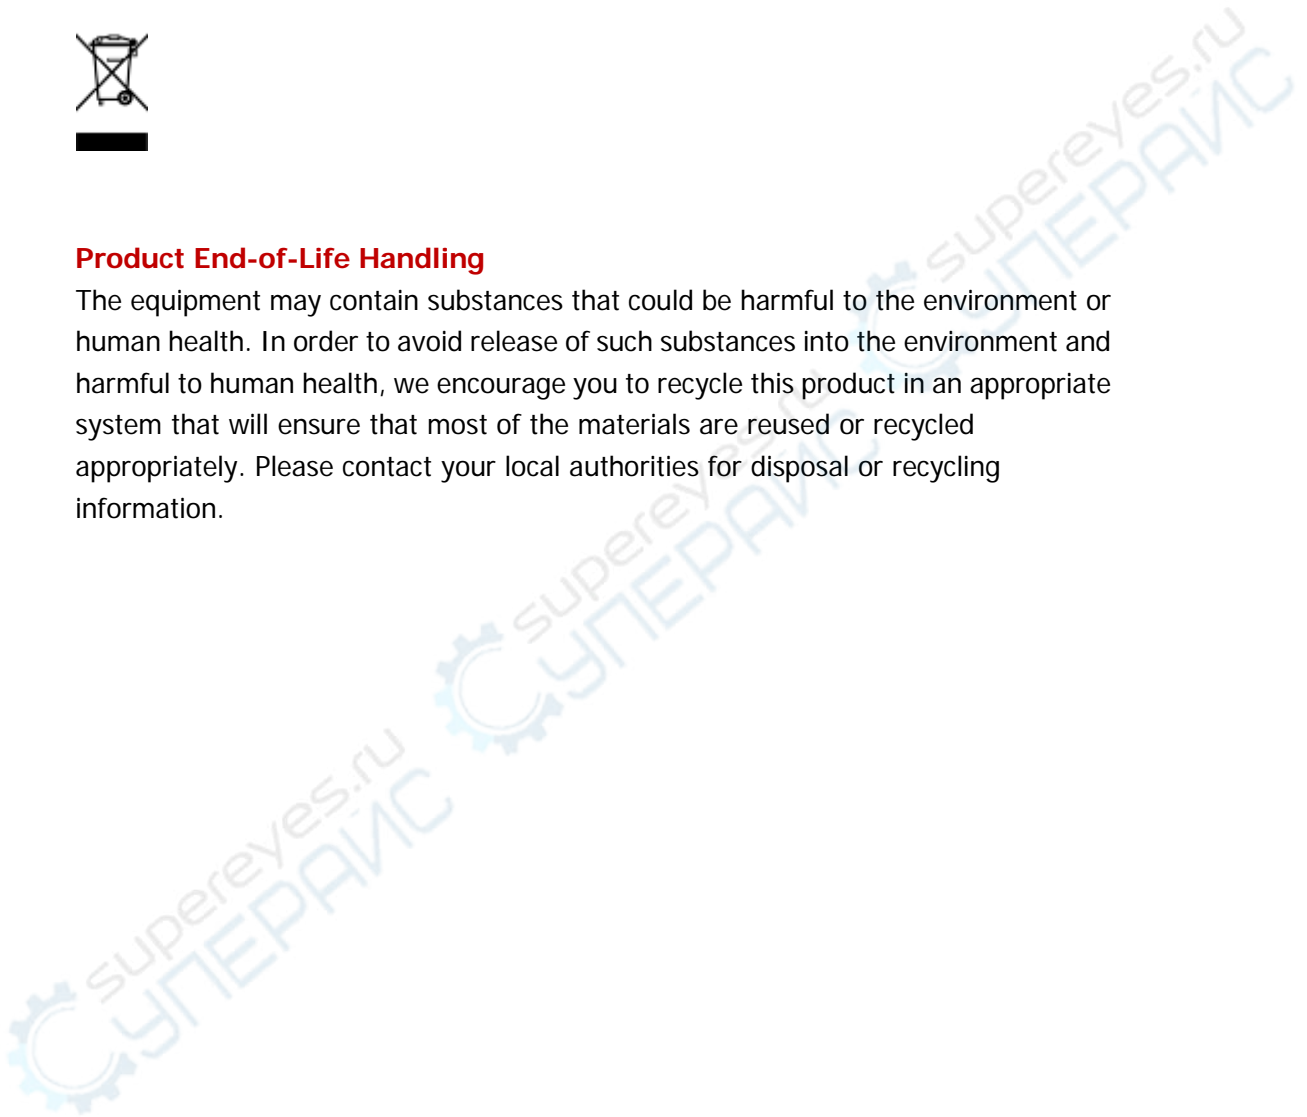 Product End-of-Life Handling
The equipment may contain substances that could be harmful to the environment or
human health. In order to avoid release of such substances into the environment and
harmful to human health, we encourage you to recycle this product in an appropriate
system that will ensure that most of the materials are reused or recycled
appropriately. Please contact your local authorities for disposal or recycling
information.
supereyes.ru
СУПЕРАЙС
supereyes.ru
СУПЕРАЙС
supereyes.ru
СУПЕРАЙС